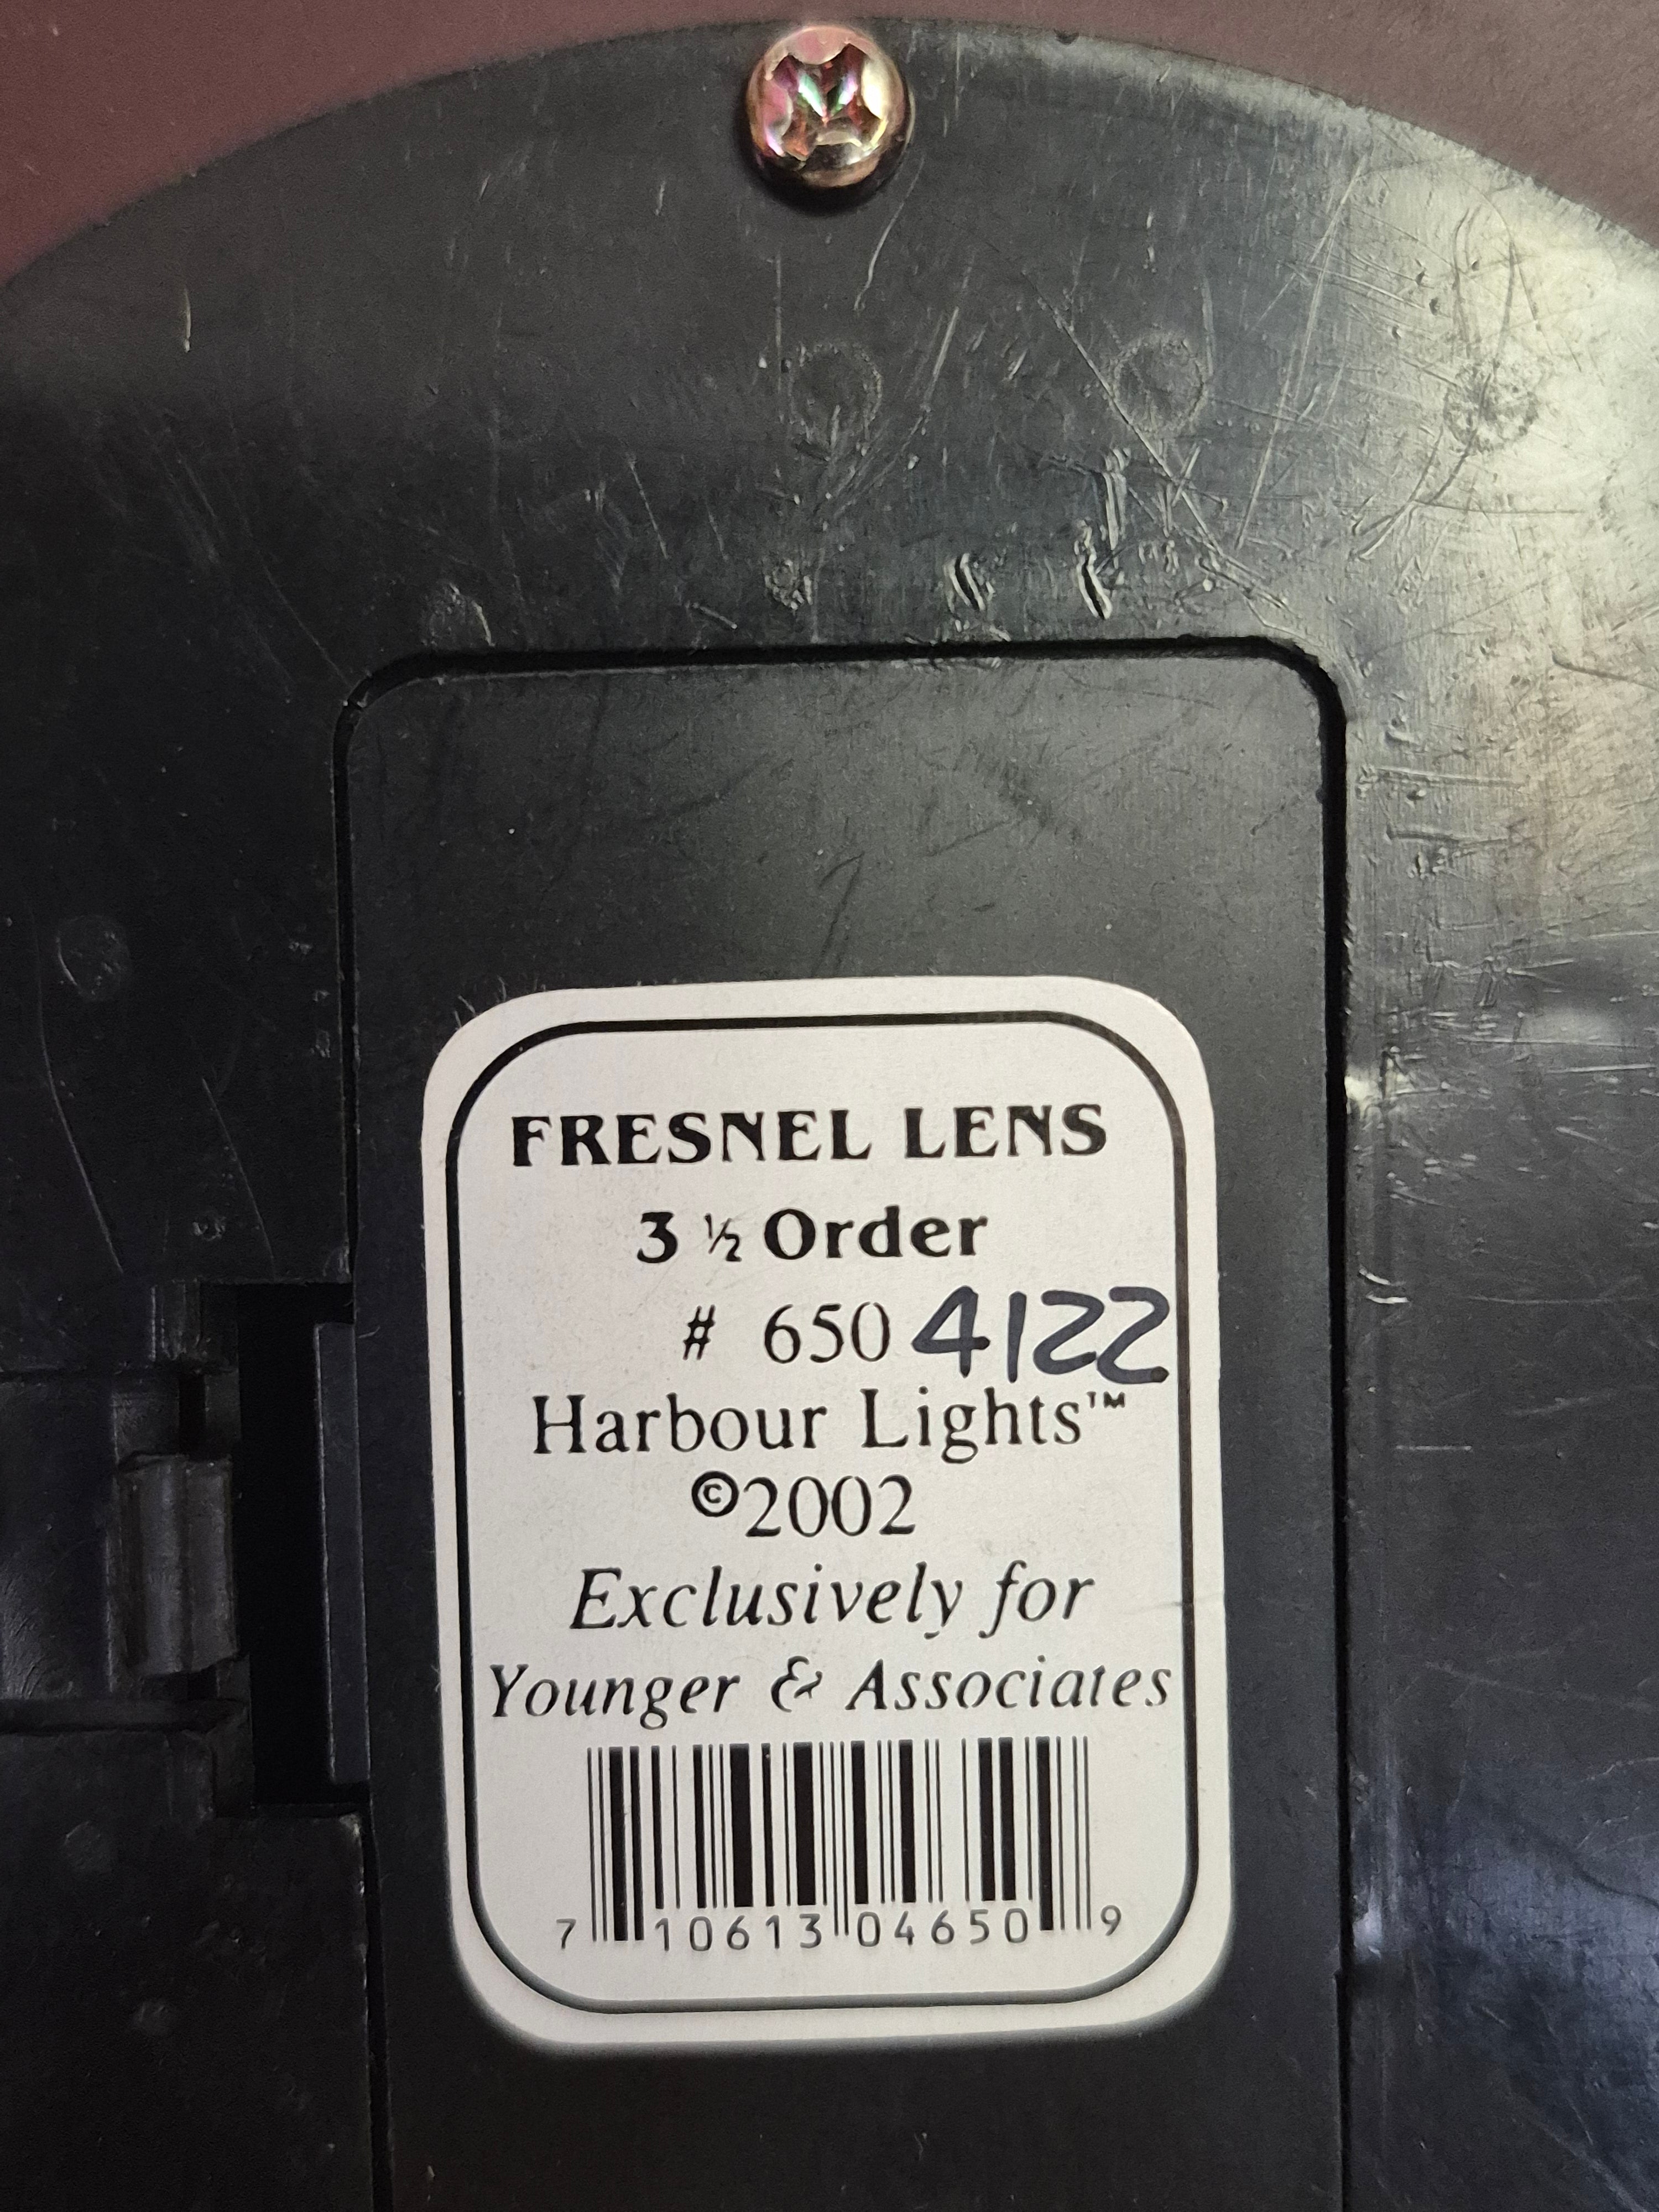 FRESNEL LENS
3 ½ Order
# 650 4122
Harbour Lights™
©2002
Exclusively for
Younger & Associates
7 10613 04650 9